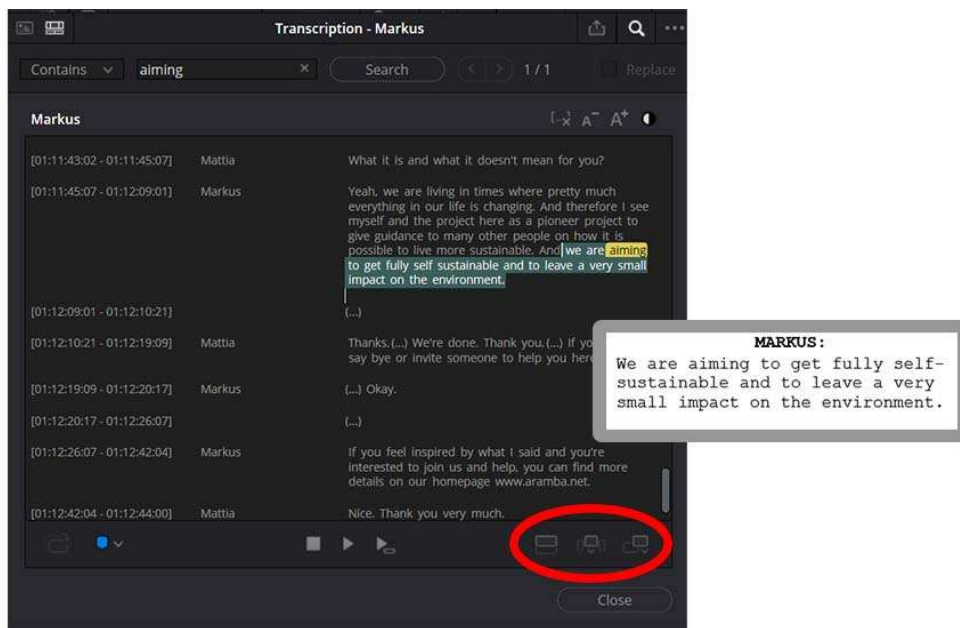 Transcription - Markus
Contains
aiming
×
Search
< >
1 / 1
Replace
Markus
A⁻ A⁺
[01:11:43:02 - 01:11:45:07] Mattia What it is and what it doesn't mean for you?
[01:11:45:07 - 01:12:09:01] Markus Yeah, we are living in times where pretty much
everything in our life is changing. And therefore I see
myself and the project here as a pioneer project to
give guidance to many other people on how it is
possible to live more sustainable. And we are aiming
to get fully self sustainable and to leave a very small
impact on the environment.
[01:12:09:01 - 01:12:10:21] (...)
[01:12:10:21 - 01:12:19:09] Mattia Thanks.(...) We're done. Thank you.(...) If yo
say bye or invite someone to help you here
[01:12:19:09 - 01:12:20:17] Markus (...) Okay.
[01:12:20:17 - 01:12:26:07] (...)
[01:12:26:07 - 01:12:42:04] Markus If you feel inspired by what I said and you're
interested to join us and help, you can find more
details on our homepage www.aramba.net.
[01:12:42:04 - 01:12:44:00] Mattia Nice. Thank you very much.
Close
MARKUS:
We are aiming to get fully self-
sustainable and to leave a very
small impact on the environment.